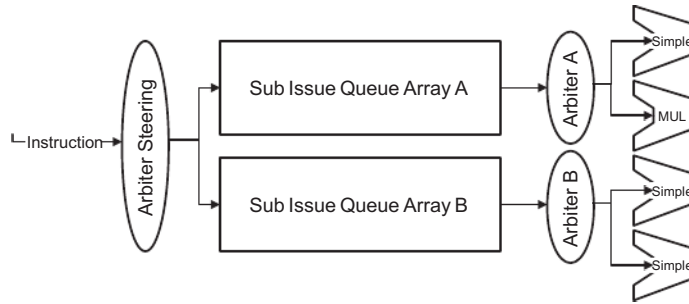 Instruction
Arbiter Steering
Sub Issue Queue Array A
Arbiter A
Simple
MUL
Sub Issue Queue Array B
Arbiter B
Simple
Simple